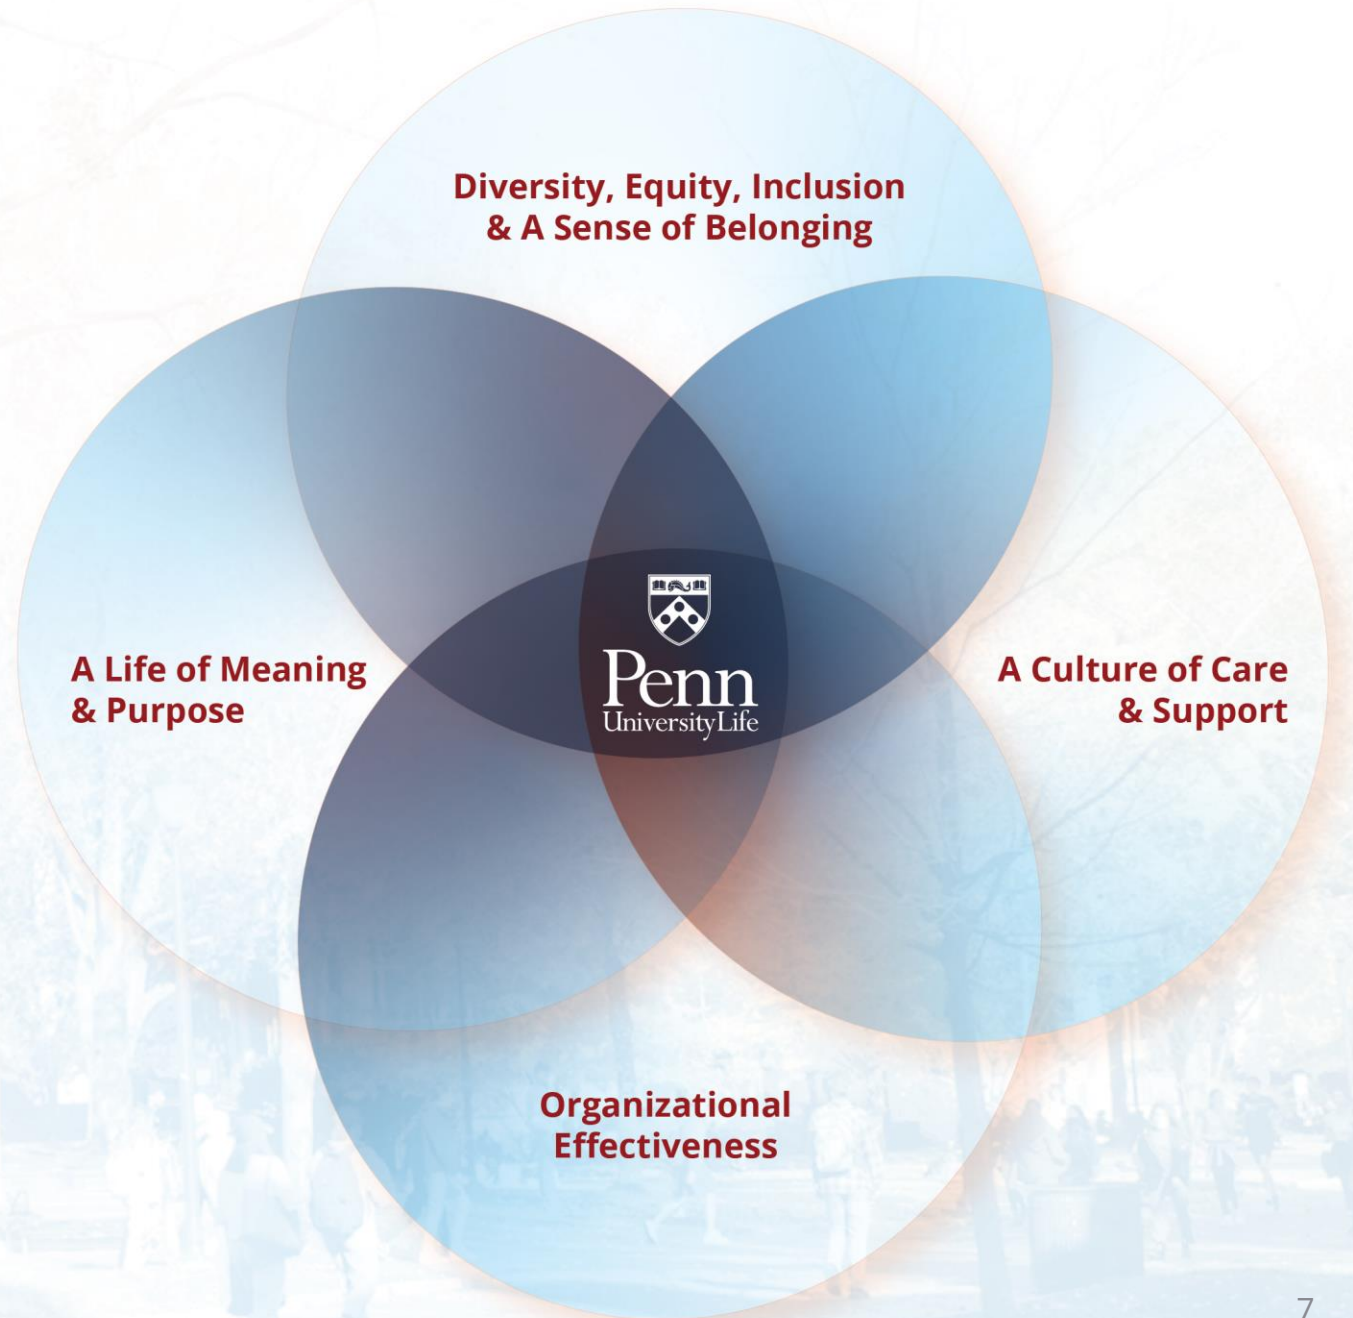 Diversity, Equity, Inclusion
& A Sense of Belonging
A Life of Meaning
& Purpose
Penn
University Life
A Culture of Care
& Support
Organizational
Effectiveness
7